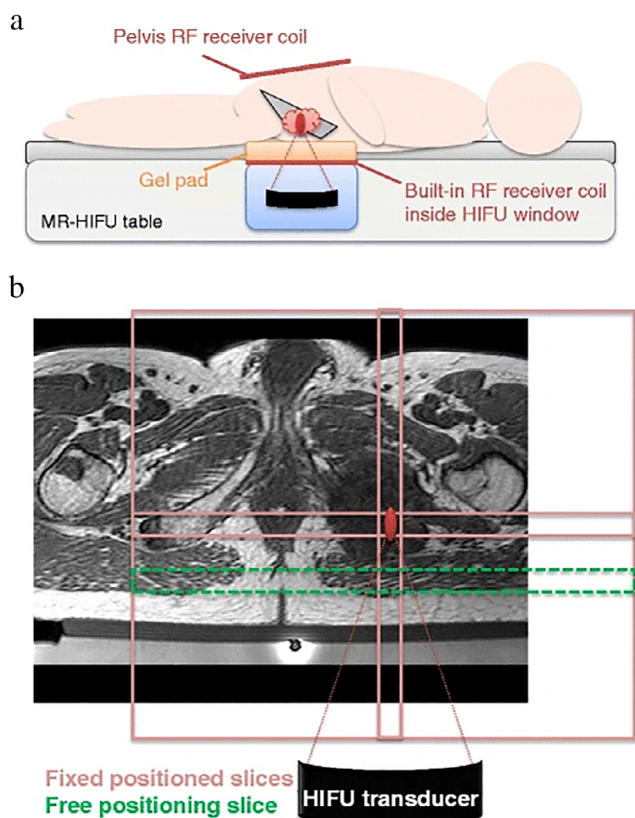 a
Pelvis RF receiver coil
Gel pad
Built-in RF receiver coil
inside HIFU window
MR-HIFU table
b
Fixed positioned slices
Free positioning slice
HIFU transducer